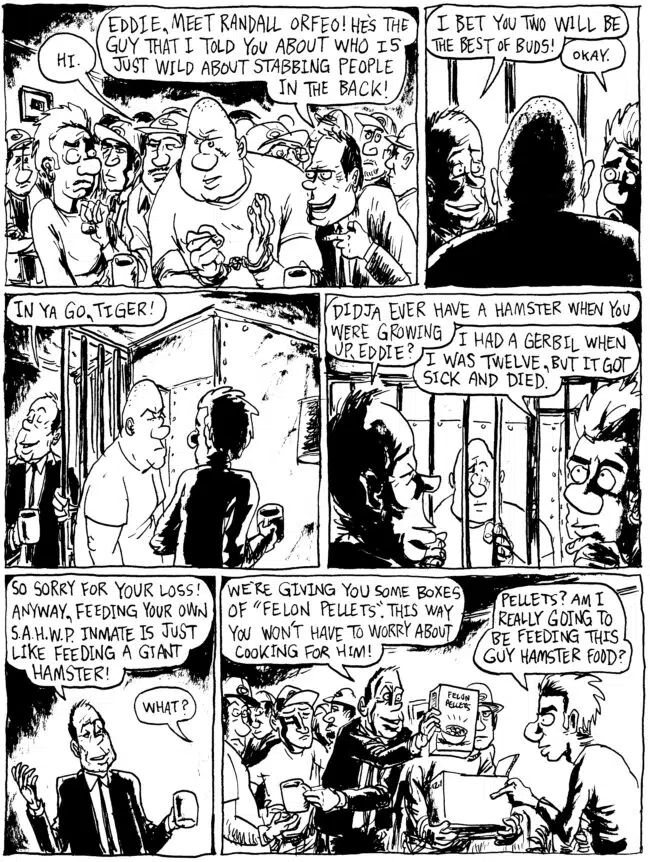 EDDIE, MEET RANDALL ORFEO! HE'S THE
GUY THAT I TOLD YOU ABOUT WHO IS
JUST WILD ABOUT STABBING PEOPLE
IN THE BACK!
HI.
I BET YOU TWO WILL BE
THE BEST OF BUDS!
OKAY.
IN YA GO, TIGER!
DIDJA EVER HAVE A HAMSTER WHEN YOU
WERE GROWING
UP, EDDIE?
I HAD A GERBIL WHEN
I WAS TWELVE, BUT IT GOT
SICK AND DIED.
SO SORRY FOR YOUR LOSS!
ANYWAY, FEEDING YOUR OWN
S.A.H.W.P. INMATE IS JUST
LIKE FEEDING A GIANT
HAMSTER!
WHAT?
WE'RE GIVING YOU SOME BOXES
OF "FELON PELLETS". THIS WAY
YOU WON'T HAVE TO WORRY ABOUT
COOKING FOR HIM!
PELLETS? AM I
REALLY GOING TO
BE FEEDING THIS
GUY HAMSTER FOOD?
FELON
PELLETS